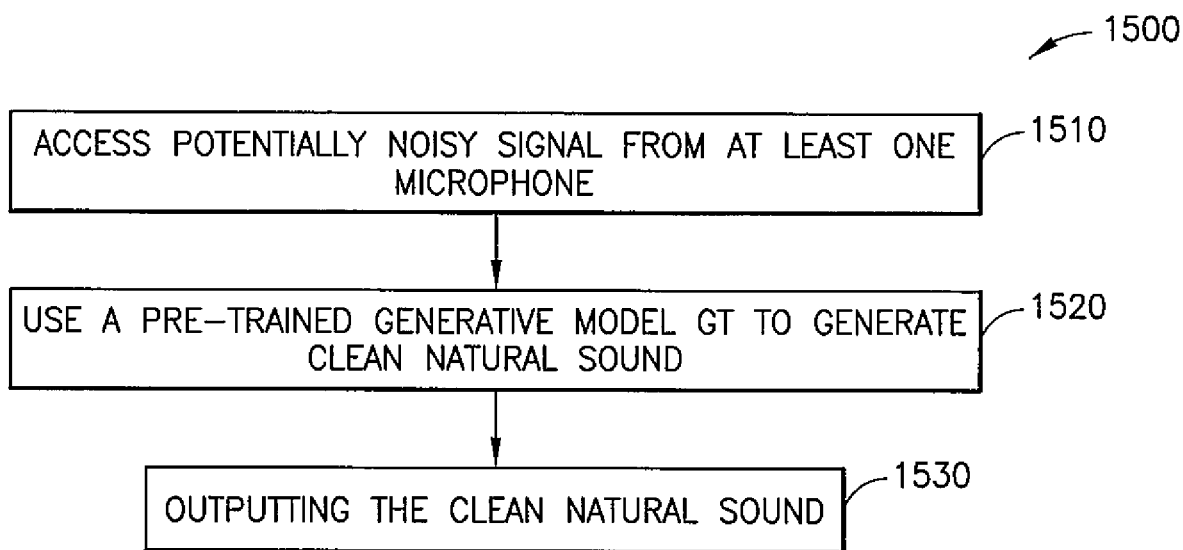 1500
ACCESS POTENTIALLY NOISY SIGNAL FROM AT LEAST ONE
MICROPHONE
1510
USE A PRE-TRAINED GENERATIVE MODEL GT TO GENERATE
CLEAN NATURAL SOUND
1520
OUTPUTTING THE CLEAN NATURAL SOUND
1530